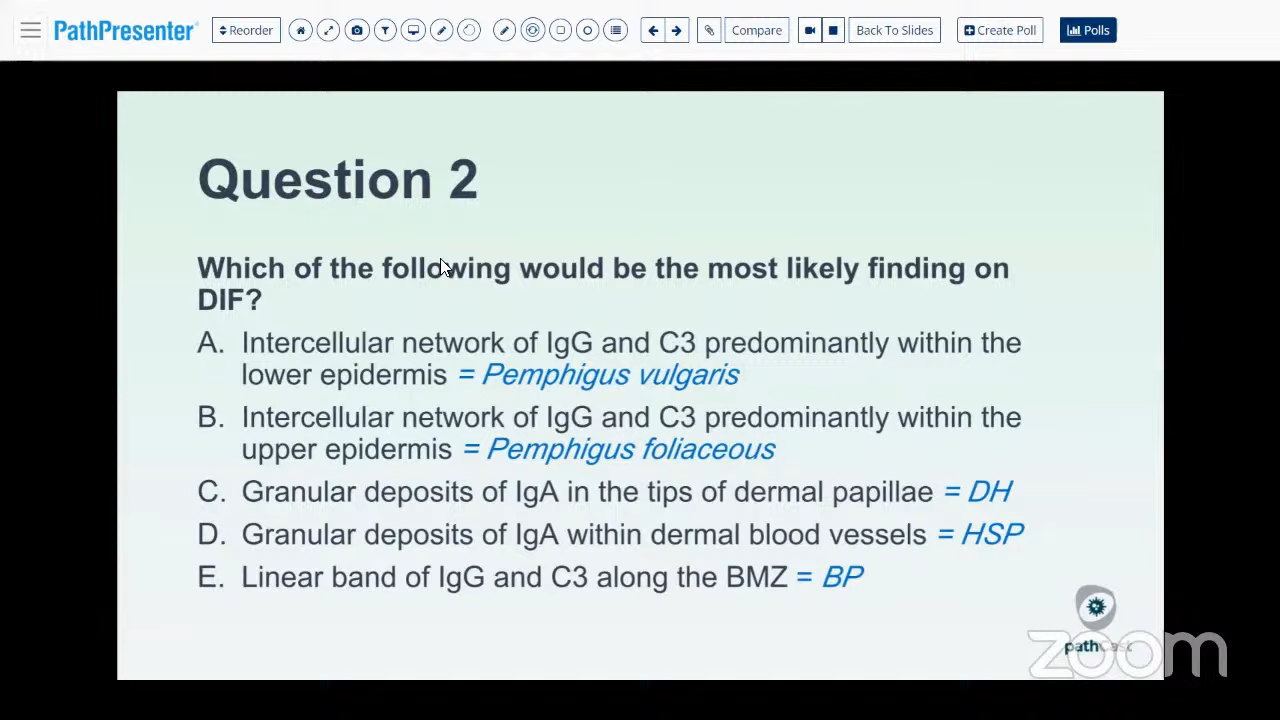 PathPresenter Reorder Compare Back To Slides Create Poll Polls
Question 2
Which of the following would be the most likely finding on
DIF?
A. Intercellular network of IgG and C3 predominantly within the
lower epidermis = Pemphigus vulgaris
B. Intercellular network of IgG and C3 predominantly within the
upper epidermis = Pemphigus foliaceous
C. Granular deposits of IgA in the tips of dermal papillae = DH
D. Granular deposits of IgA within dermal blood vessels = HSP
E. Linear band of IgG and C3 along the BMZ = BP
pathCast
zoom